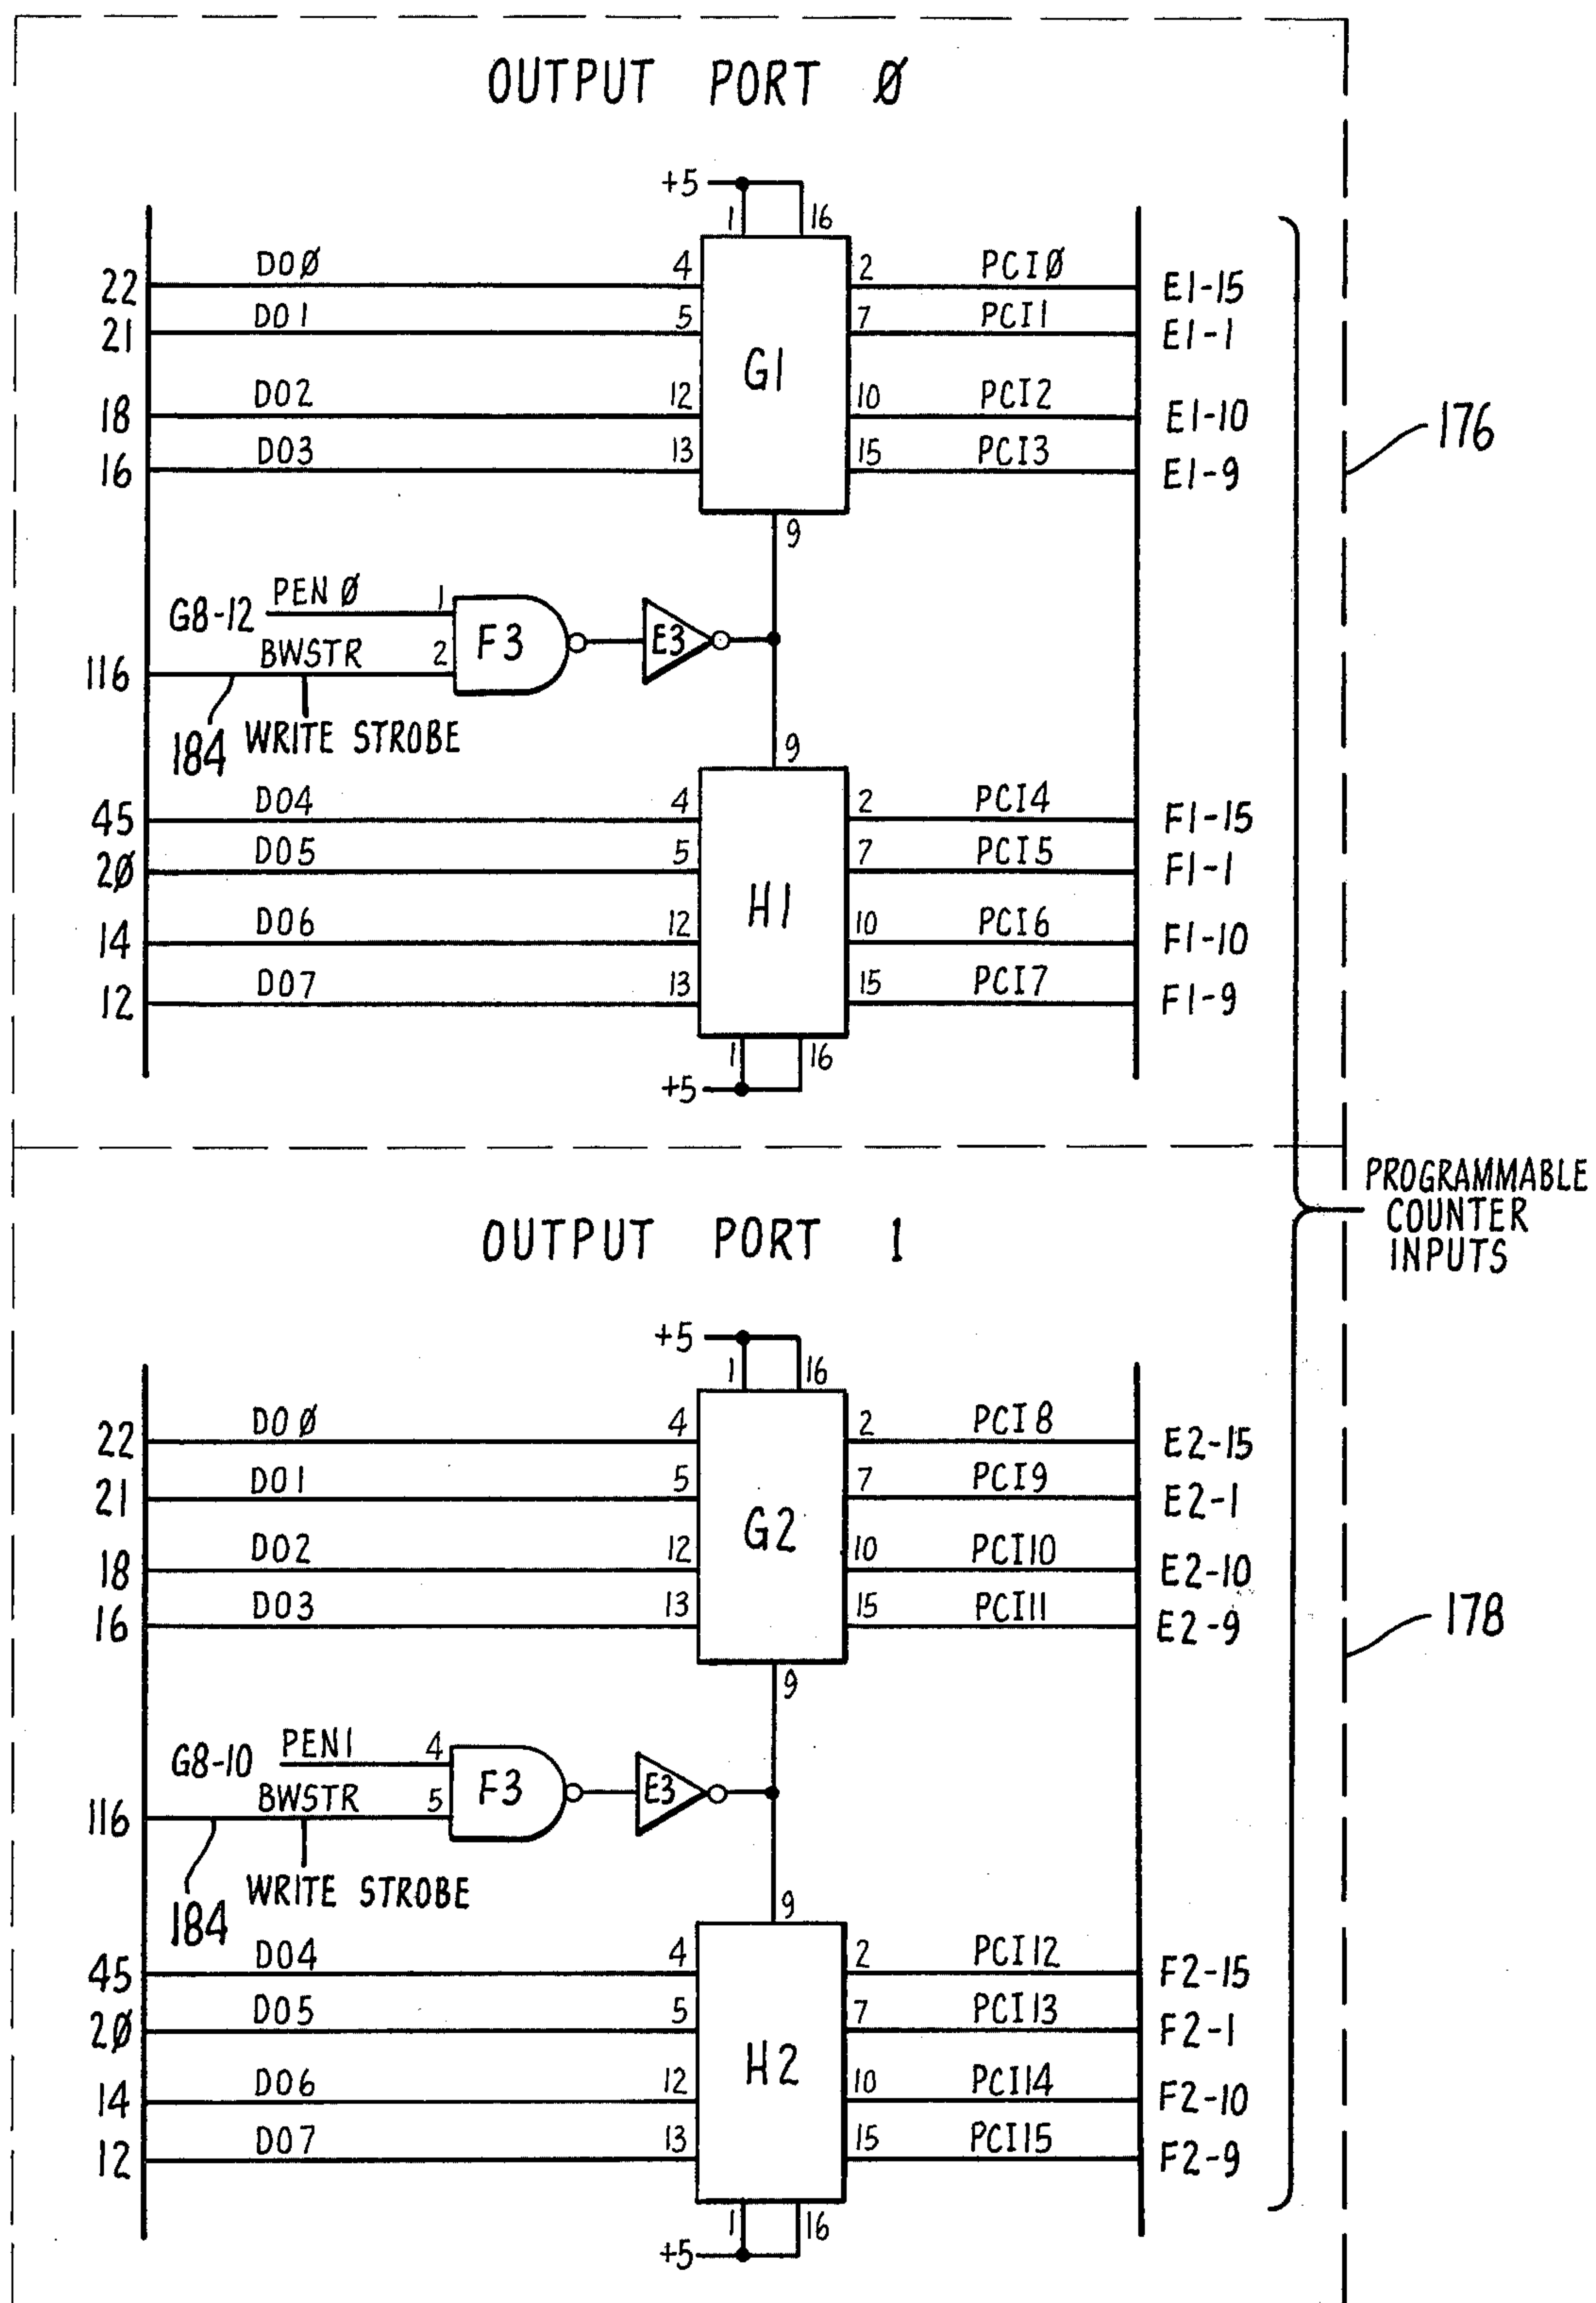 OUTPUT PORT Ø
+5
1 16
22 DOØ 4 2 PCIØ E1-15
21 DO1 5 7 PCI1 E1-1
G1
18 DO2 12 10 PCI2 E1-10
16 DO3 13 15 PCI3 E1-9
176
9
G8-12 PEN Ø 1
F3 E3
116 BWSTR 2
184 WRITE STROBE
9
45 DO4 4 2 PCI4 F1-15
2Ø DO5 5 7 PCI5 F1-1
H1
14 DO6 12 10 PCI6 F1-10
12 DO7 13 15 PCI7 F1-9
1 16
+5
PROGRAMMABLE
COUNTER
INPUTS
OUTPUT PORT 1
+5
1 16
22 DOØ 4 2 PCI8 E2-15
21 DO1 5 7 PCI9 E2-1
G2
18 DO2 12 10 PCI10 E2-10
16 DO3 13 15 PCI11 E2-9
178
9
G8-10 PEN1 4
F3 E3
116 BWSTR 5
184 WRITE STROBE
9
45 DO4 4 2 PCI12 F2-15
2Ø DO5 5 7 PCI13 F2-1
H2
14 DO6 12 10 PCI14 F2-10
12 DO7 13 15 PCI15 F2-9
1 16
+5